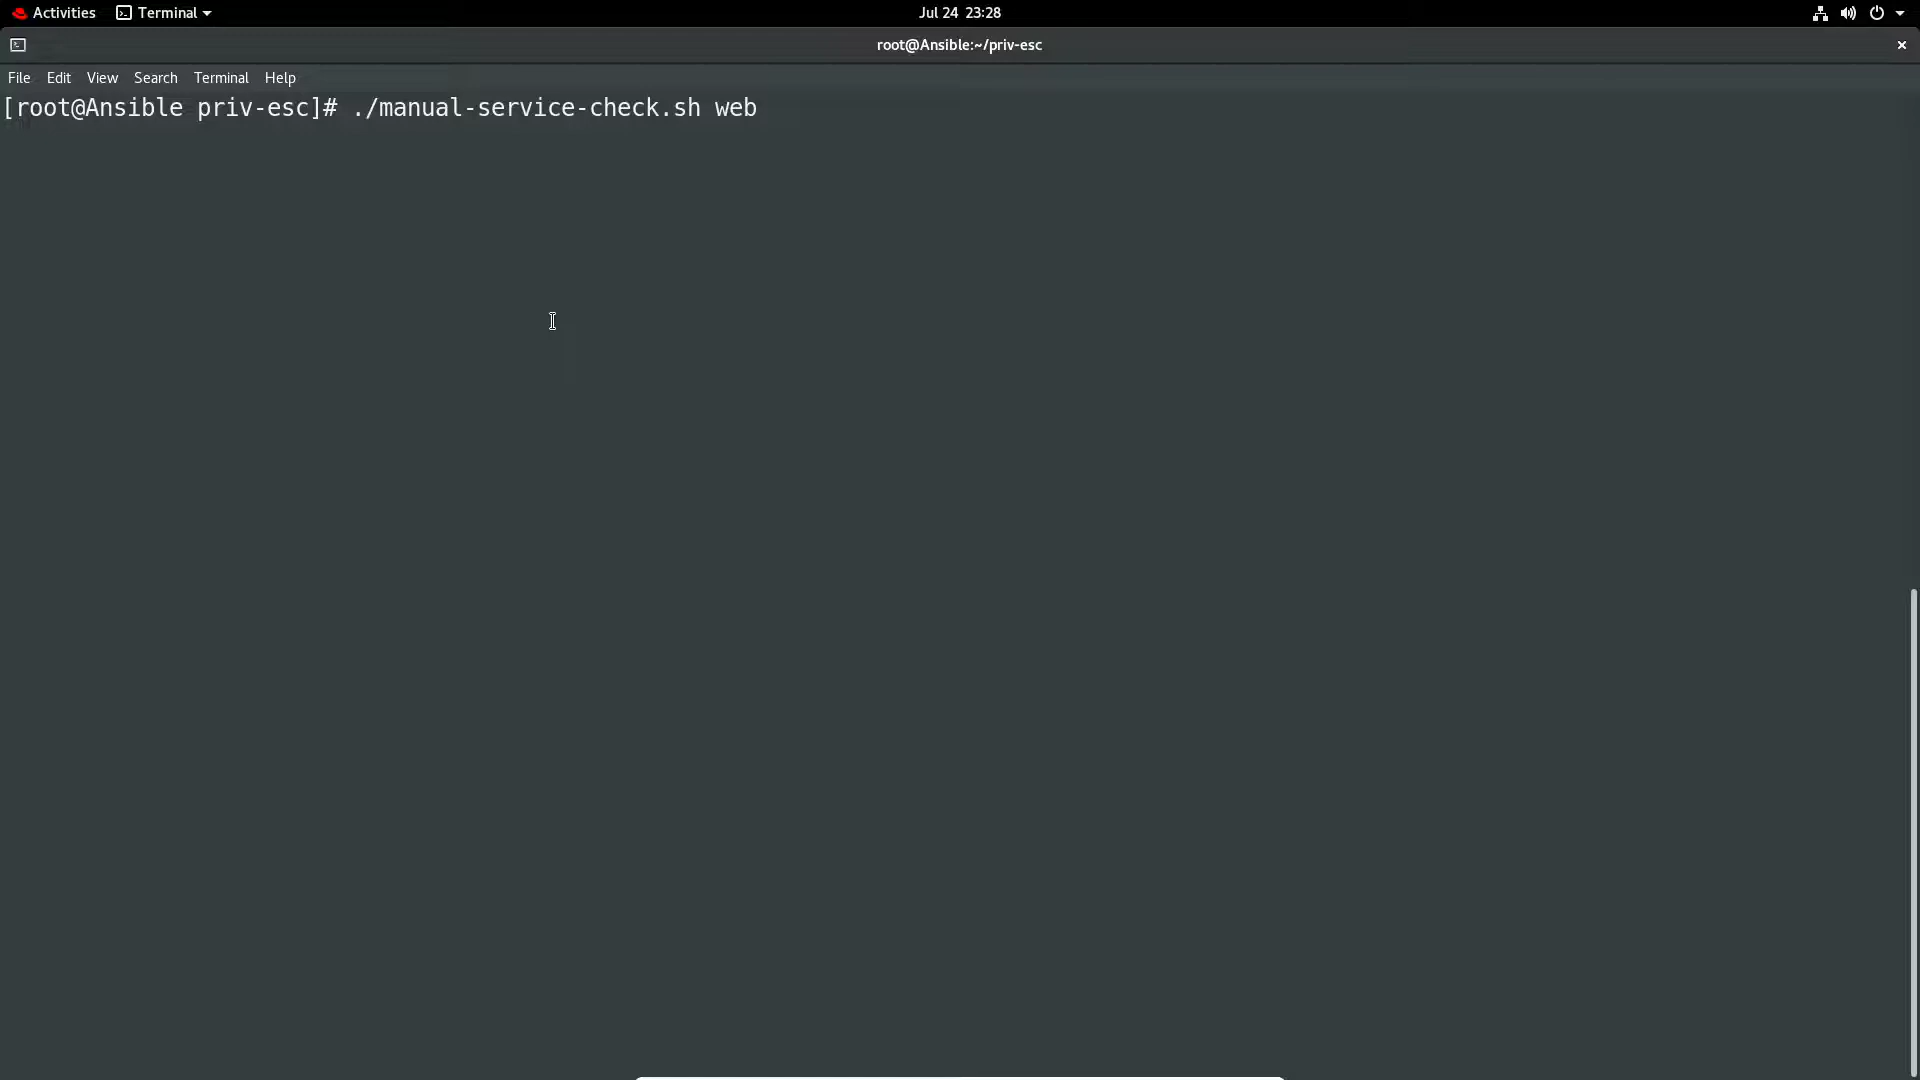 Activities Terminal Jul 24 23:28
root@Ansible:~/priv-esc
File Edit View Search Terminal Help
[root@Ansible priv-esc]# ./manual-service-check.sh web